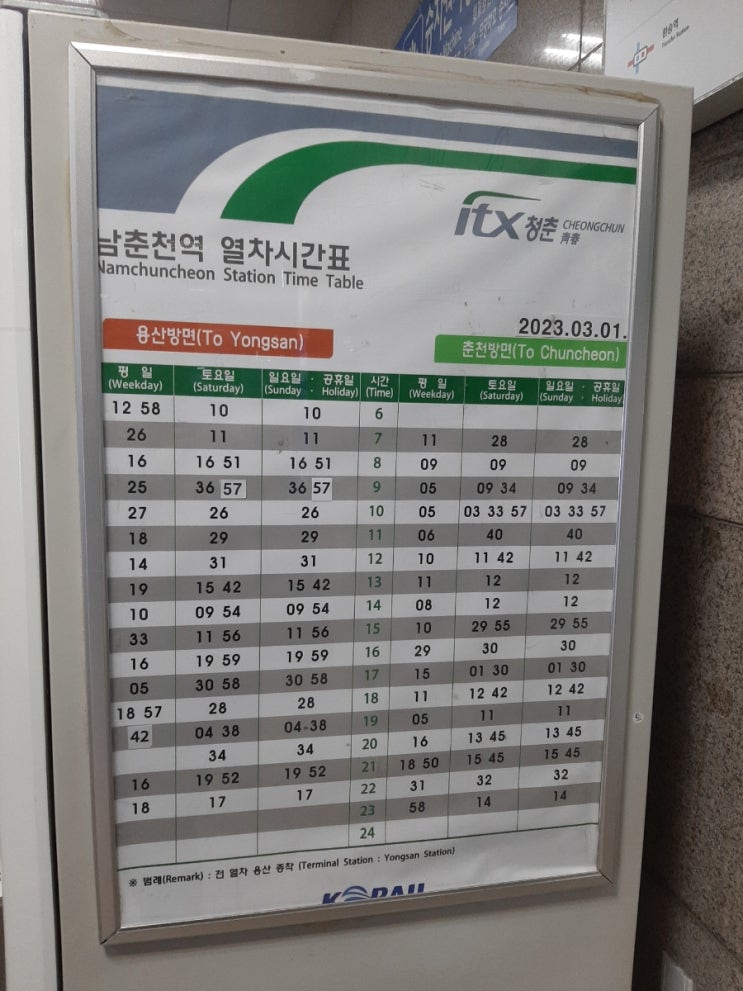 환승역
Transfer Station
itx 청춘 CHEONGCHUN
靑春
남춘천역 열차시간표
Namchuncheon Station Time Table
2023.03.01.
용산방면(To Yongsan) 춘천방면(To Chuncheon)
평 일 토요일 일요일 · 공휴일 시간 평 일 토요일 일요일 · 공휴일
(Weekday) (Saturday) (Sunday · Holiday) (Time) (Weekday) (Saturday) (Sunday · Holiday)
12 58 10 10 6
26 11 11 7 11 28 28
16 16 51 16 51 8 09 09 09
25 36 57 36 57 9 05 09 34 09 34
27 26 26 10 05 03 33 57 03 33 57
18 29 29 11 06 40 40
14 31 31 12 10 11 42 11 42
19 15 42 15 42 13 11 12 12
10 09 54 09 54 14 08 12 12
33 11 56 11 56 15 10 29 55 29 55
16 19 59 19 59 16 29 30 30
05 30 58 30 58 17 15 01 30 01 30
18 57 28 28 18 11 12 42 12 42
42 04 38 04 38 19 05 11 11
34 34 20 16 13 45 13 45
16 19 52 19 52 21 18 50 15 45 15 45
18 17 17 22 31 32 32
23 58 14 14
24
※ 범례(Remark) : 전 열차 용산 종착 (Terminal Station : Yongsan Station)
KORAIL